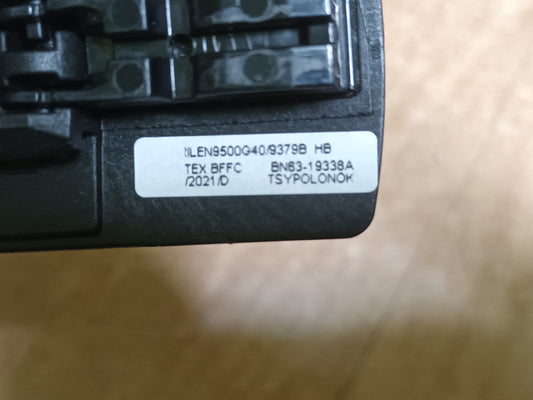 LEN9500G40/9379B HB
TEX BFFC BN63-19338A
/2021/D TSYPOLONOK